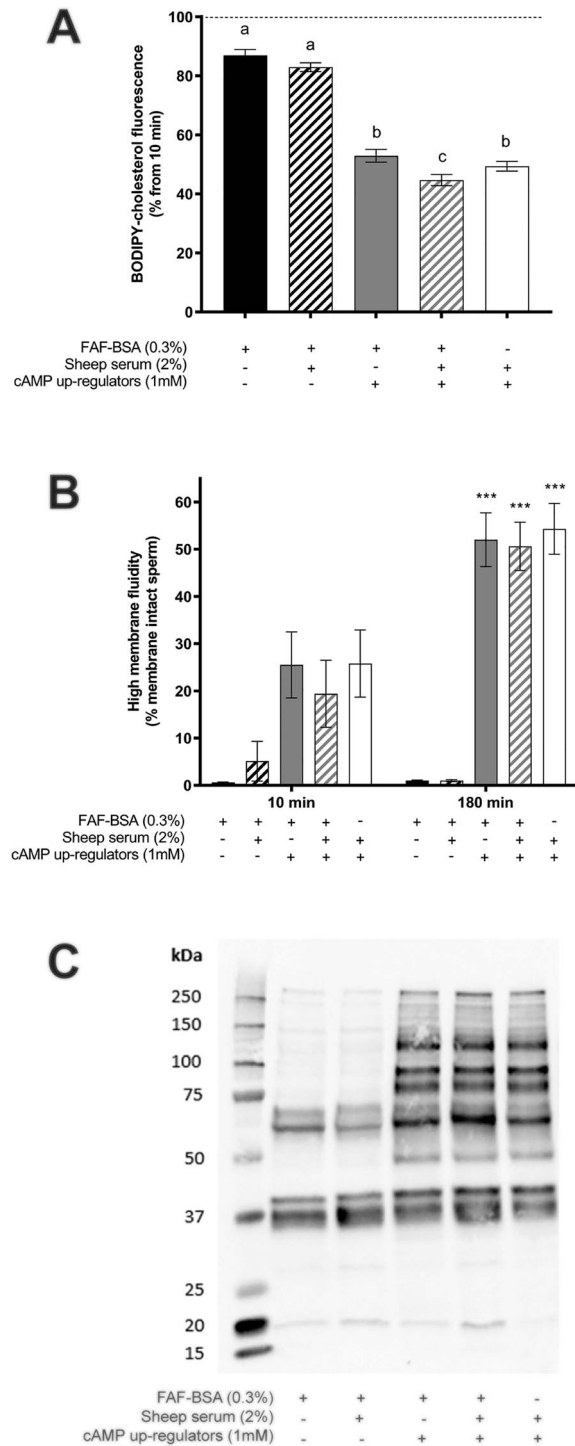 A
BODIPY-cholesterol fluorescence
(% from 10 min)
100
80
60
40
20
0
a
a
b
c
b
FAF-BSA (0.3%) + + + + -
Sheep serum (2%) - + - + +
cAMP up-regulators (1mM) - - + + +
B
High membrane fluidity
(% membrane intact sperm)
60
50
40
30
20
10
0
*** *** ***
10 min 180 min
FAF-BSA (0.3%) + + + + - + + + + -
Sheep serum (2%) - + - + + - + - + +
cAMP up-regulators (1mM) - - + + + - - + + +
C
kDa
250
150
100
75
50
37
25
20
15
FAF-BSA (0.3%) + + + + -
Sheep serum (2%) - + - + +
cAMP up-regulators (1mM) - - + + +